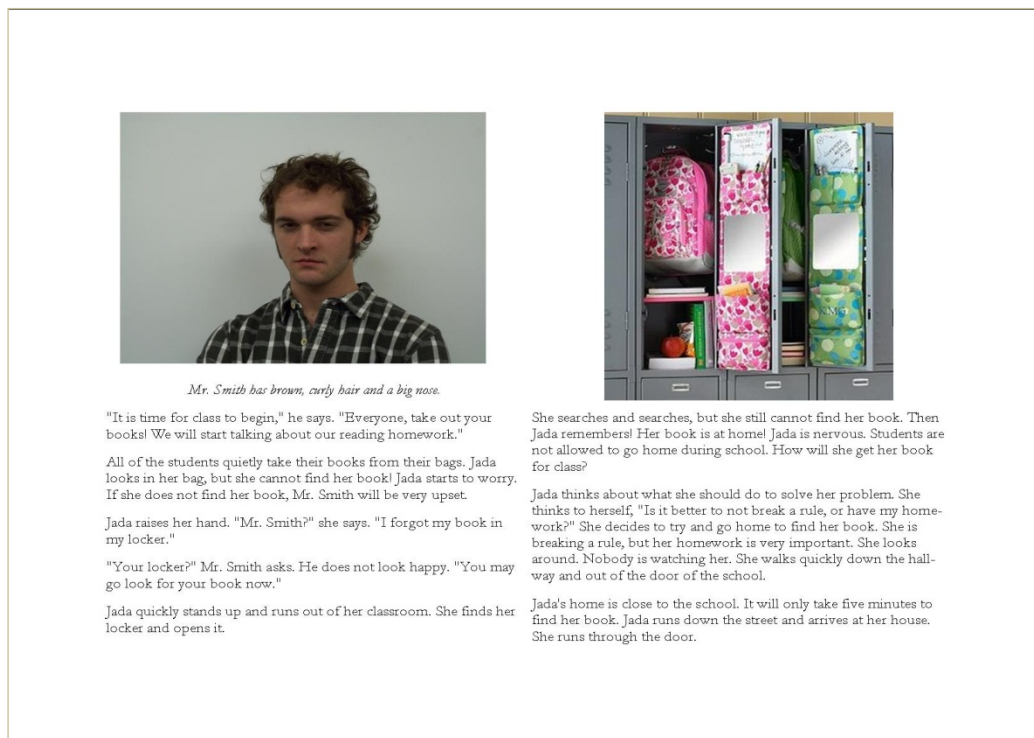 Mr. Smith has brown, curly hair and a big nose.
"It is time for class to begin," he says. "Everyone, take out your
books! We will start talking about our reading homework."
All of the students quietly take their books from their bags. Jada
looks in her bag, but she cannot find her book! Jada starts to worry.
If she does not find her book, Mr. Smith will be very upset.
Jada raises her hand. "Mr. Smith?" she says. "I forgot my book in
my locker."
"Your locker?" Mr. Smith asks. He does not look happy. "You may
go look for your book now."
Jada quickly stands up and runs out of her classroom. She finds her
locker and opens it.
She searches and searches, but she still cannot find her book. Then
Jada remembers! Her book is at home! Jada is nervous. Students are
not allowed to go home during school. How will she get her book
for class?
Jada thinks about what she should do to solve her problem. She
thinks to herself, "Is it better to not break a rule, or have my home-
work?" She decides to try and go home to find her book. She is
breaking a rule, but her homework is very important. She looks
around. Nobody is watching her. She walks quickly down the hall-
way and out of the door of the school.
Jada's home is close to the school. It will only take five minutes to
find her book. Jada runs down the street and arrives at her house.
She runs through the door.